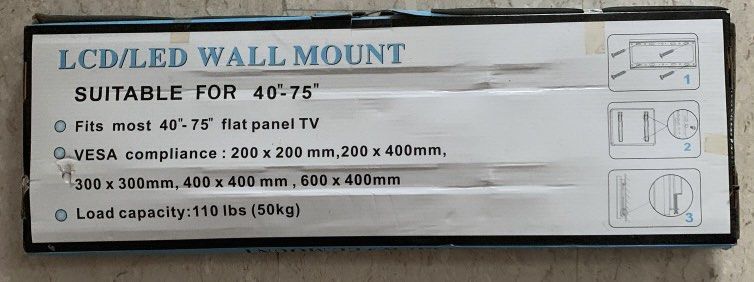 LCD/LED WALL MOUNT
SUITABLE FOR 40"-75"
Fits most 40"- 75" flat panel TV
VESA compliance : 200 x 200 mm,200 x 400mm,
300 x 300mm, 400 x 400 mm , 600 x 400mm
Load capacity:110 lbs (50kg)
1
2
3